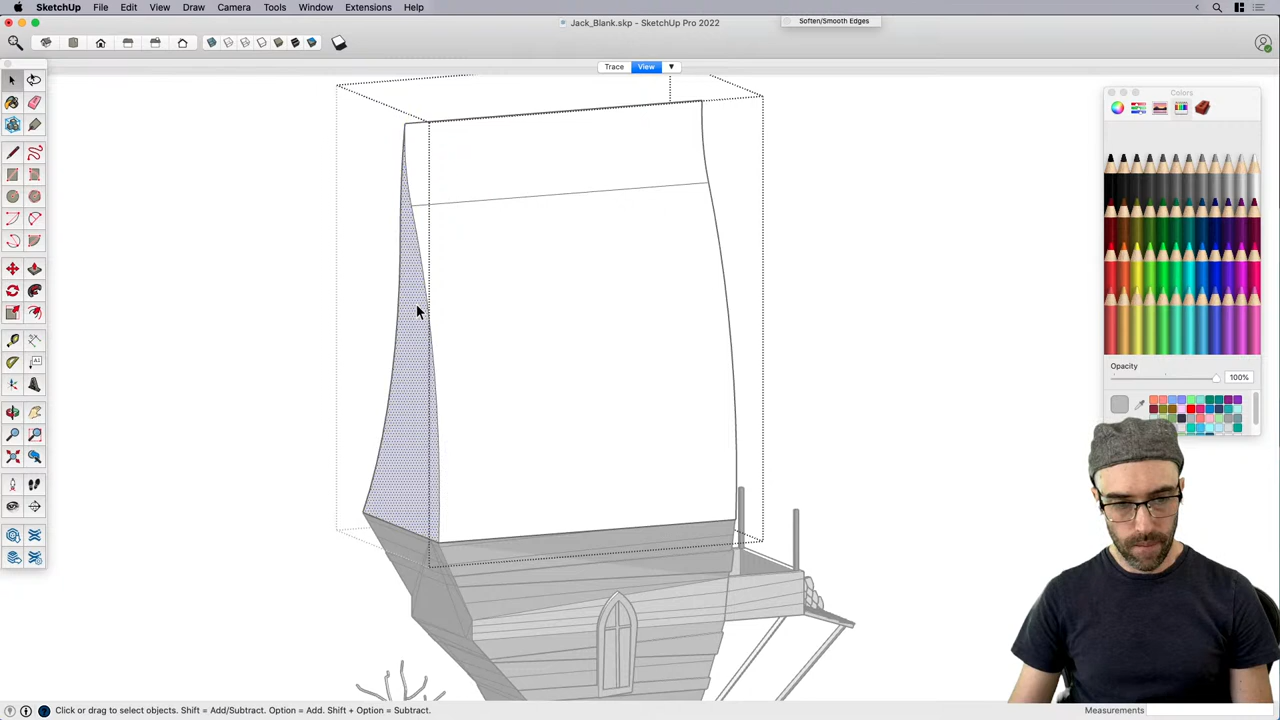 SketchUp File Edit View Draw Camera Tools Window Extensions Help
Jack_Blank.skp - SketchUp Pro 2022
Soften/Smooth Edges
Trace View ▼
Colors
Opacity
100%
A1
Click or drag to select objects. Shift = Add/Subtract. Option = Add. Shift + Option = Subtract.
Measurements